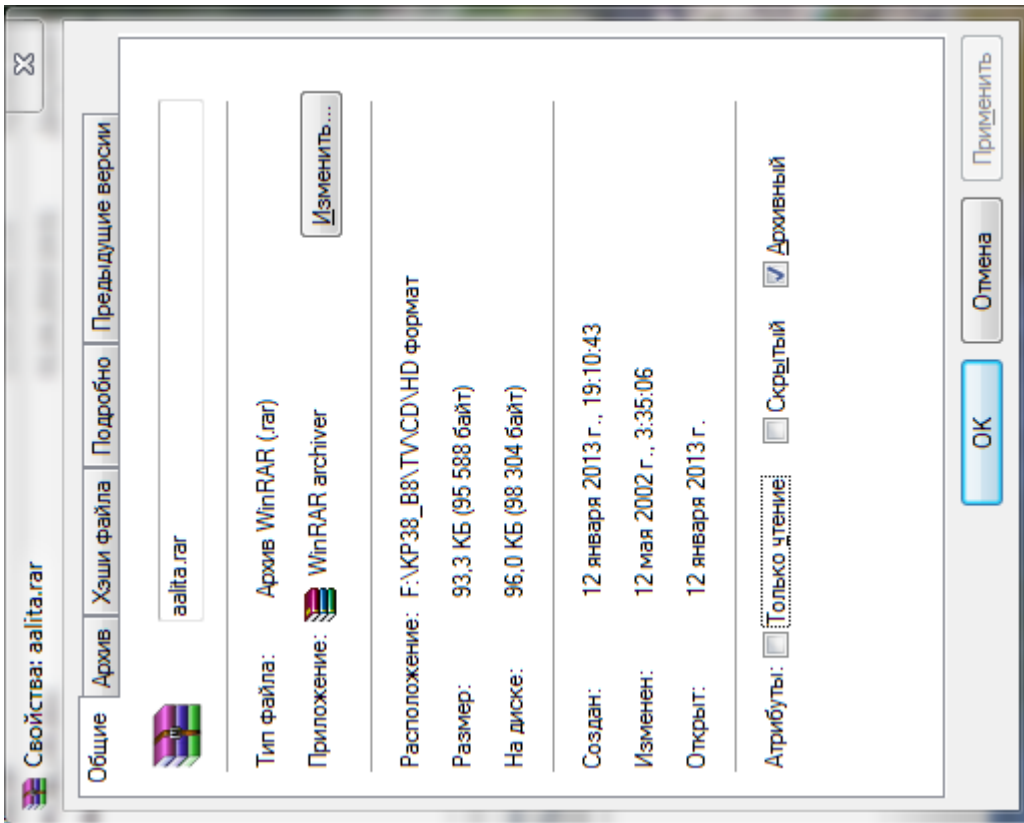 Свойства: aalita.rar
Общие Архив Хэши файла Подробно Предыдущие версии
aalita.rar
Тип файла: Архив WinRAR (.rar)
Приложение: WinRAR archiver Изменить...
Расположение: F:\KP38_B8\TV\CD\HD формат
Размер: 93,3 КБ (95 588 байт)
На диске: 96,0 КБ (98 304 байт)
Создан: 12 января 2013 г., 19:10:43
Изменен: 12 мая 2002 г., 3:35:06
Открыт: 12 января 2013 г.
Атрибуты: Только чтение Скрытый Архивный
ОК Отмена Применить